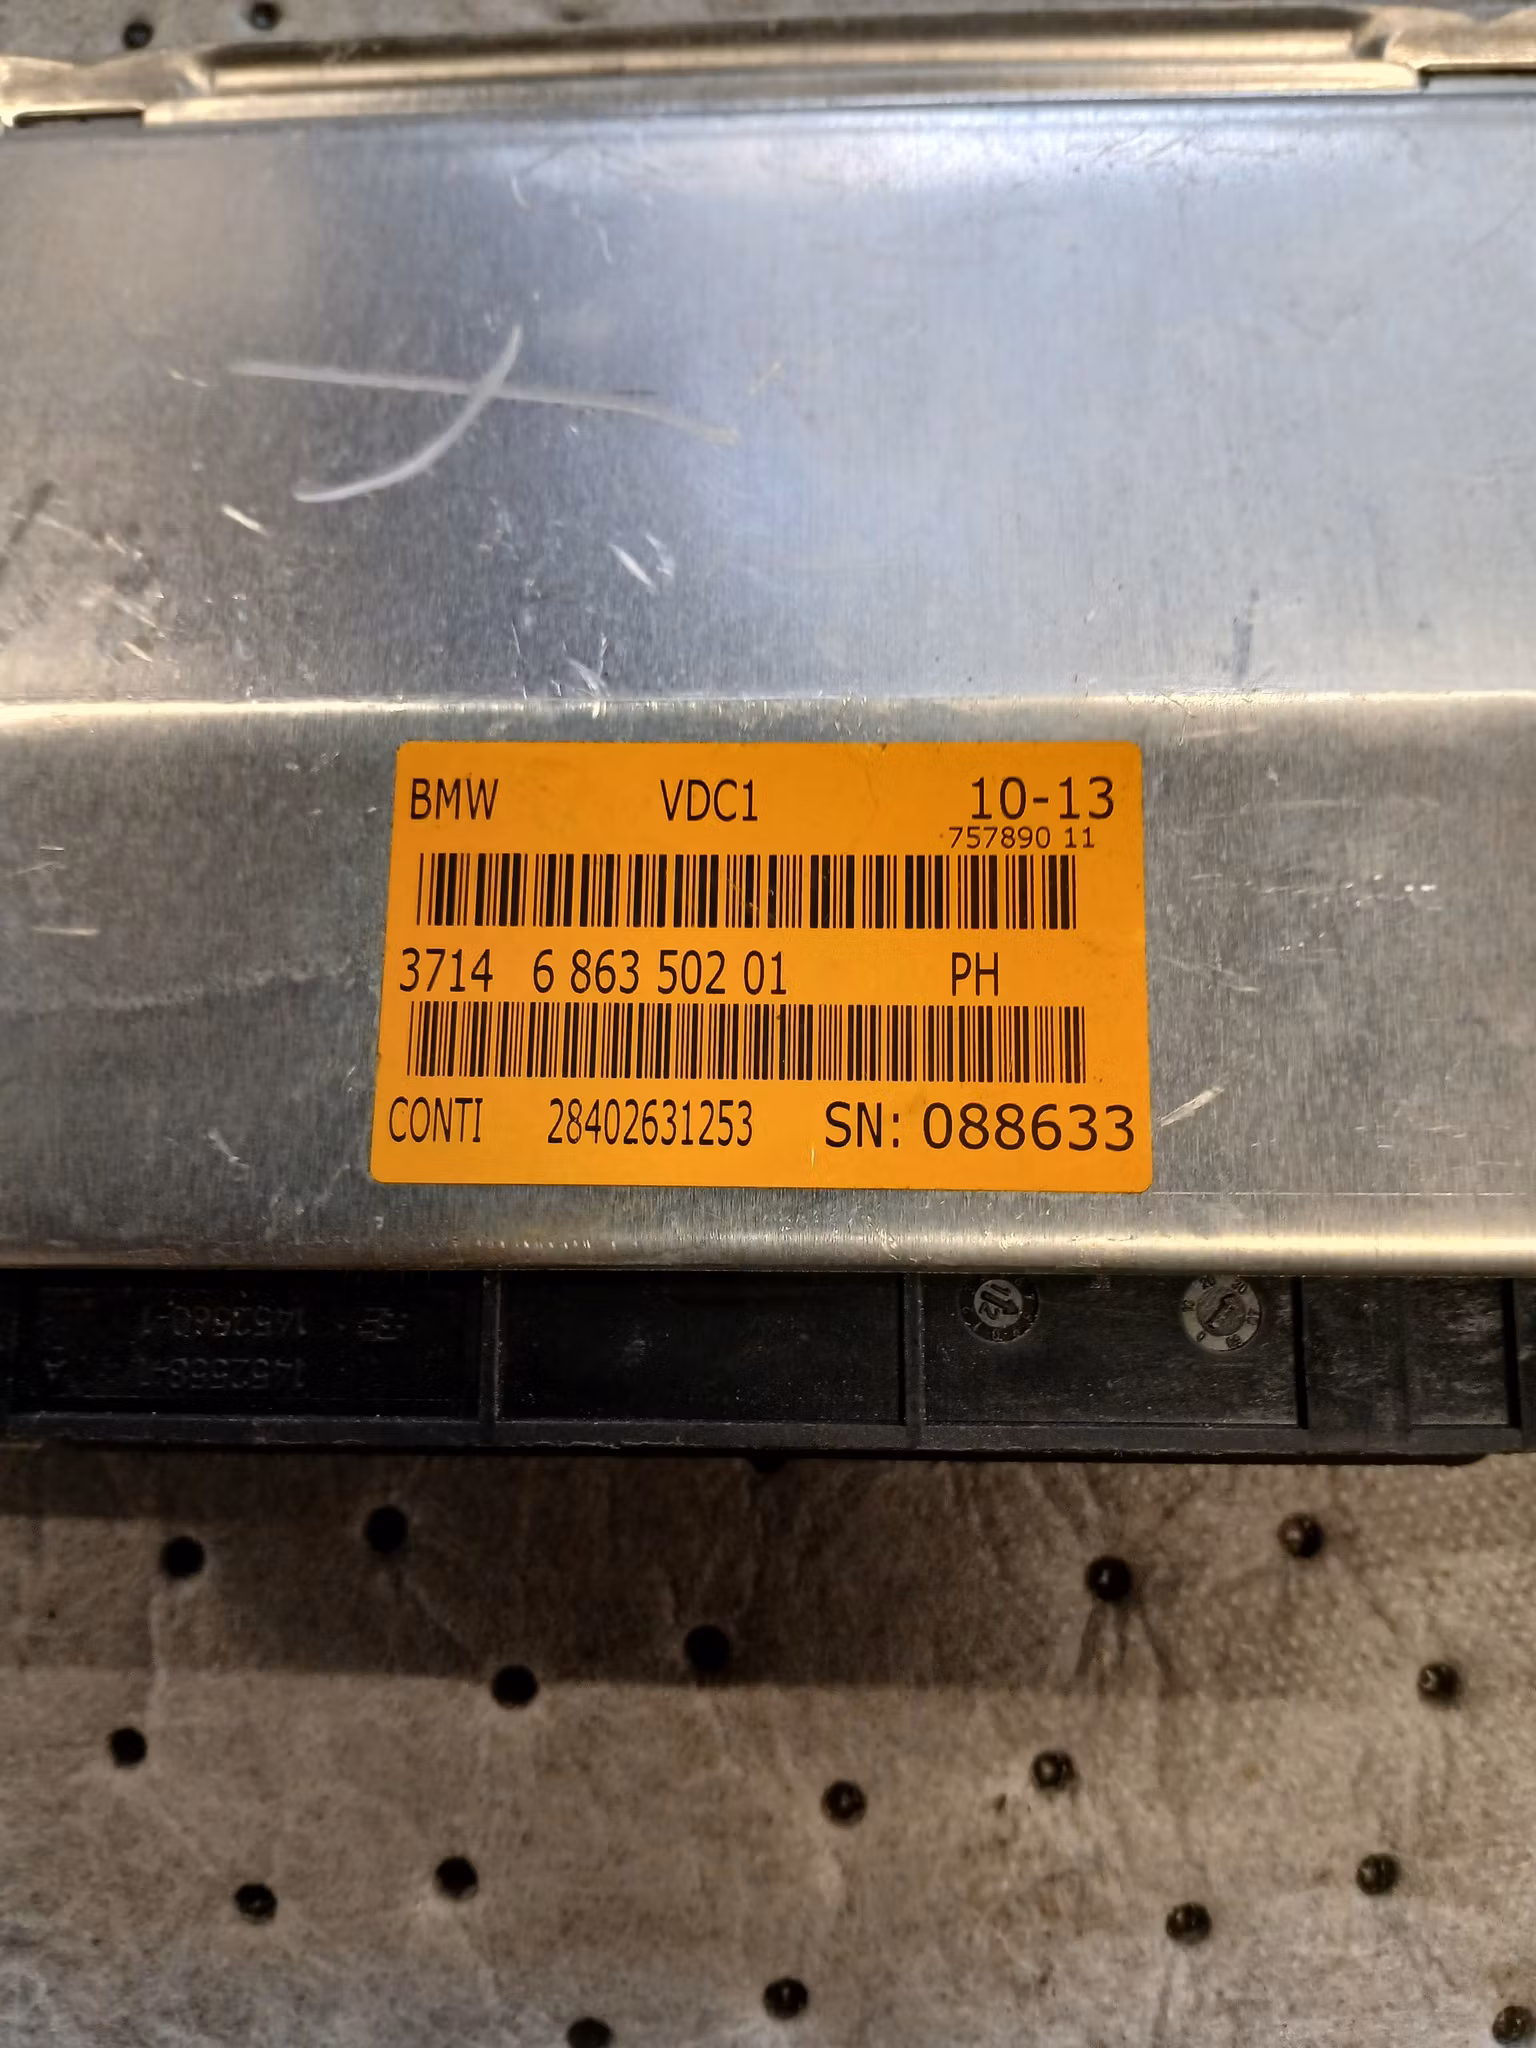 BMW VDC1 10-13
757890 11
3714 6 863 502 01 PH
CONTI 28402631253 SN: 088633